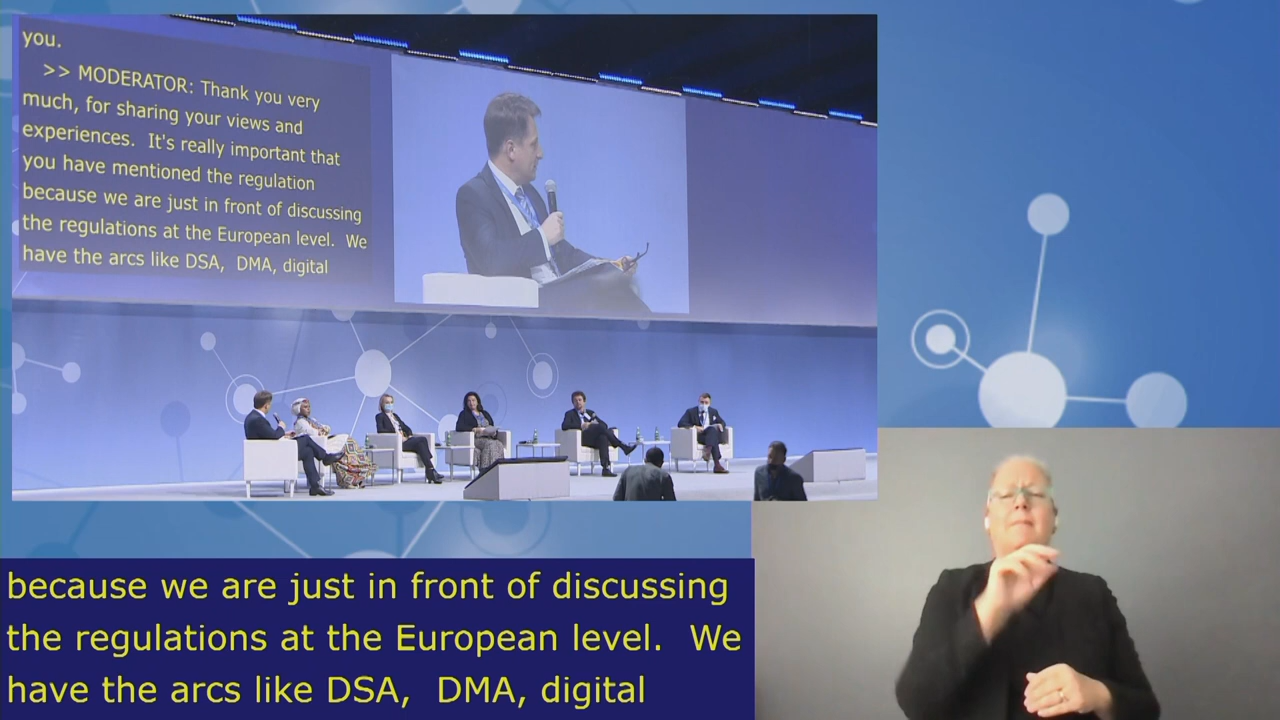 you.
>> MODERATOR: Thank you very
much, for sharing your views and
experiences.  It's really important that
you have mentioned the regulation
because we are just in front of discussing
the regulations at the European level.  We
have the arcs like DSA,  DMA, digital
because we are just in front of discussing
the regulations at the European level.  We
have the arcs like DSA,  DMA, digital